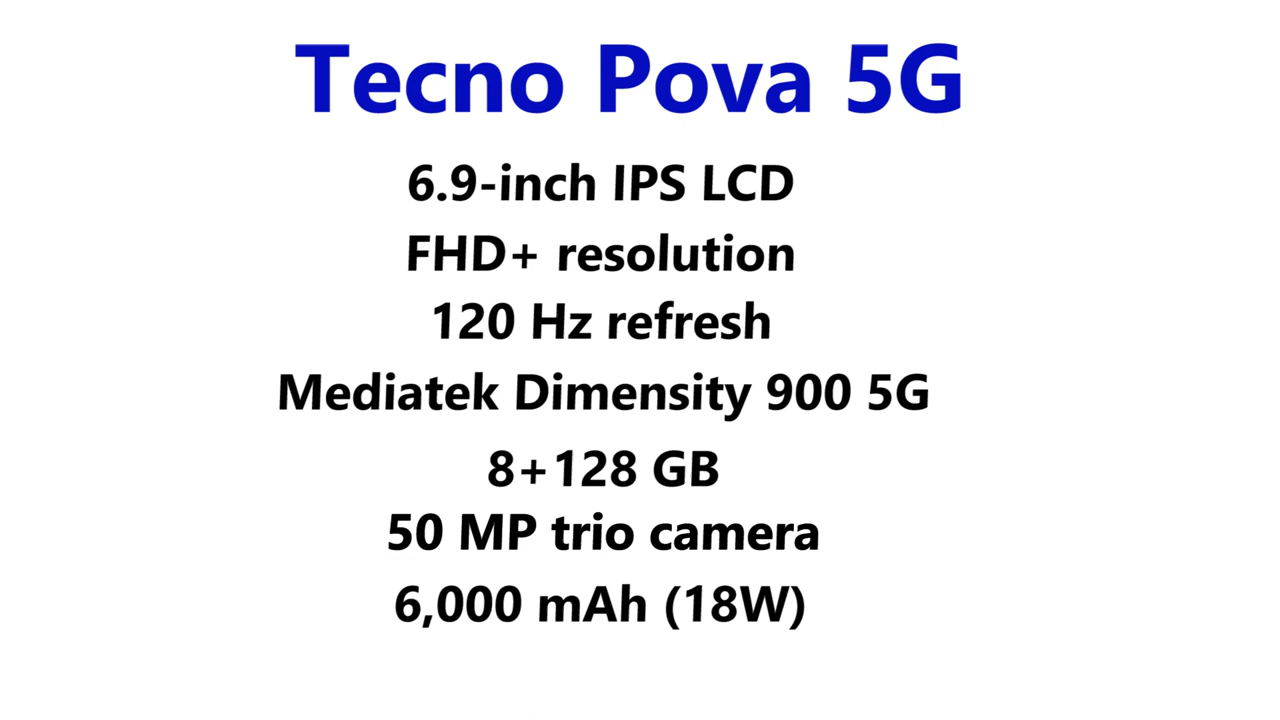 Tecno Pova 5G
6.9-inch IPS LCD
FHD+ resolution
120 Hz refresh
Mediatek Dimensity 900 5G
8+128 GB
50 MP trio camera
6,000 mAh (18W)